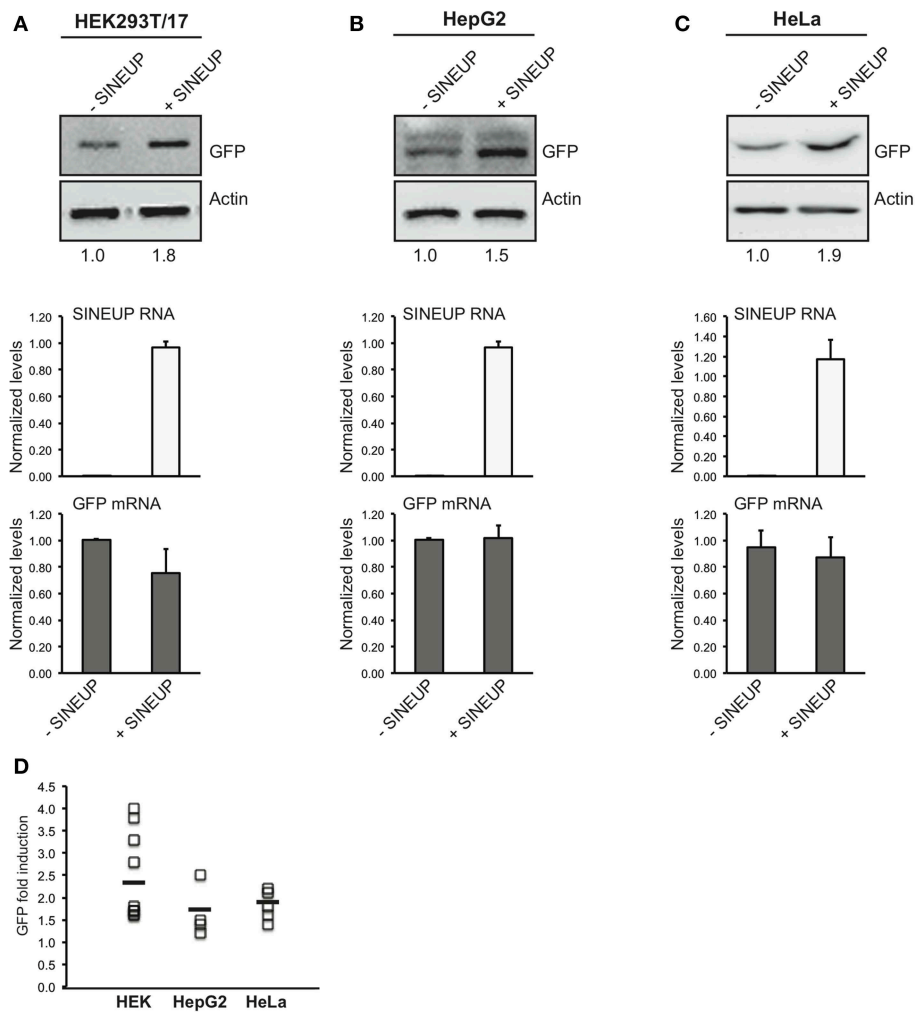 A
HEK293T/17
- SINEUP
+ SINEUP
GFP
Actin
1.0 1.8
SINEUP RNA
Normalized levels
1.20
1.00
0.80
0.60
0.40
0.20
0.00
GFP mRNA
Normalized levels
1.20
1.00
0.80
0.60
0.40
0.20
0.00
- SINEUP
+ SINEUP
B
HepG2
- SINEUP
+ SINEUP
GFP
Actin
1.0 1.5
SINEUP RNA
Normalized levels
1.20
1.00
0.80
0.60
0.40
0.20
0.00
GFP mRNA
Normalized levels
1.20
1.00
0.80
0.60
0.40
0.20
0.00
- SINEUP
+ SINEUP
C
HeLa
- SINEUP
+ SINEUP
GFP
Actin
1.0 1.9
SINEUP RNA
Normalized levels
1.60
1.40
1.20
1.00
0.80
0.60
0.40
0.20
0.00
GFP mRNA
Normalized levels
1.20
1.00
0.80
0.60
0.40
0.20
0.00
- SINEUP
+ SINEUP
D
GFP fold induction
4.5
4.0
3.5
3.0
2.5
2.0
1.5
1.0
0.5
0.0
HEK HepG2 HeLa